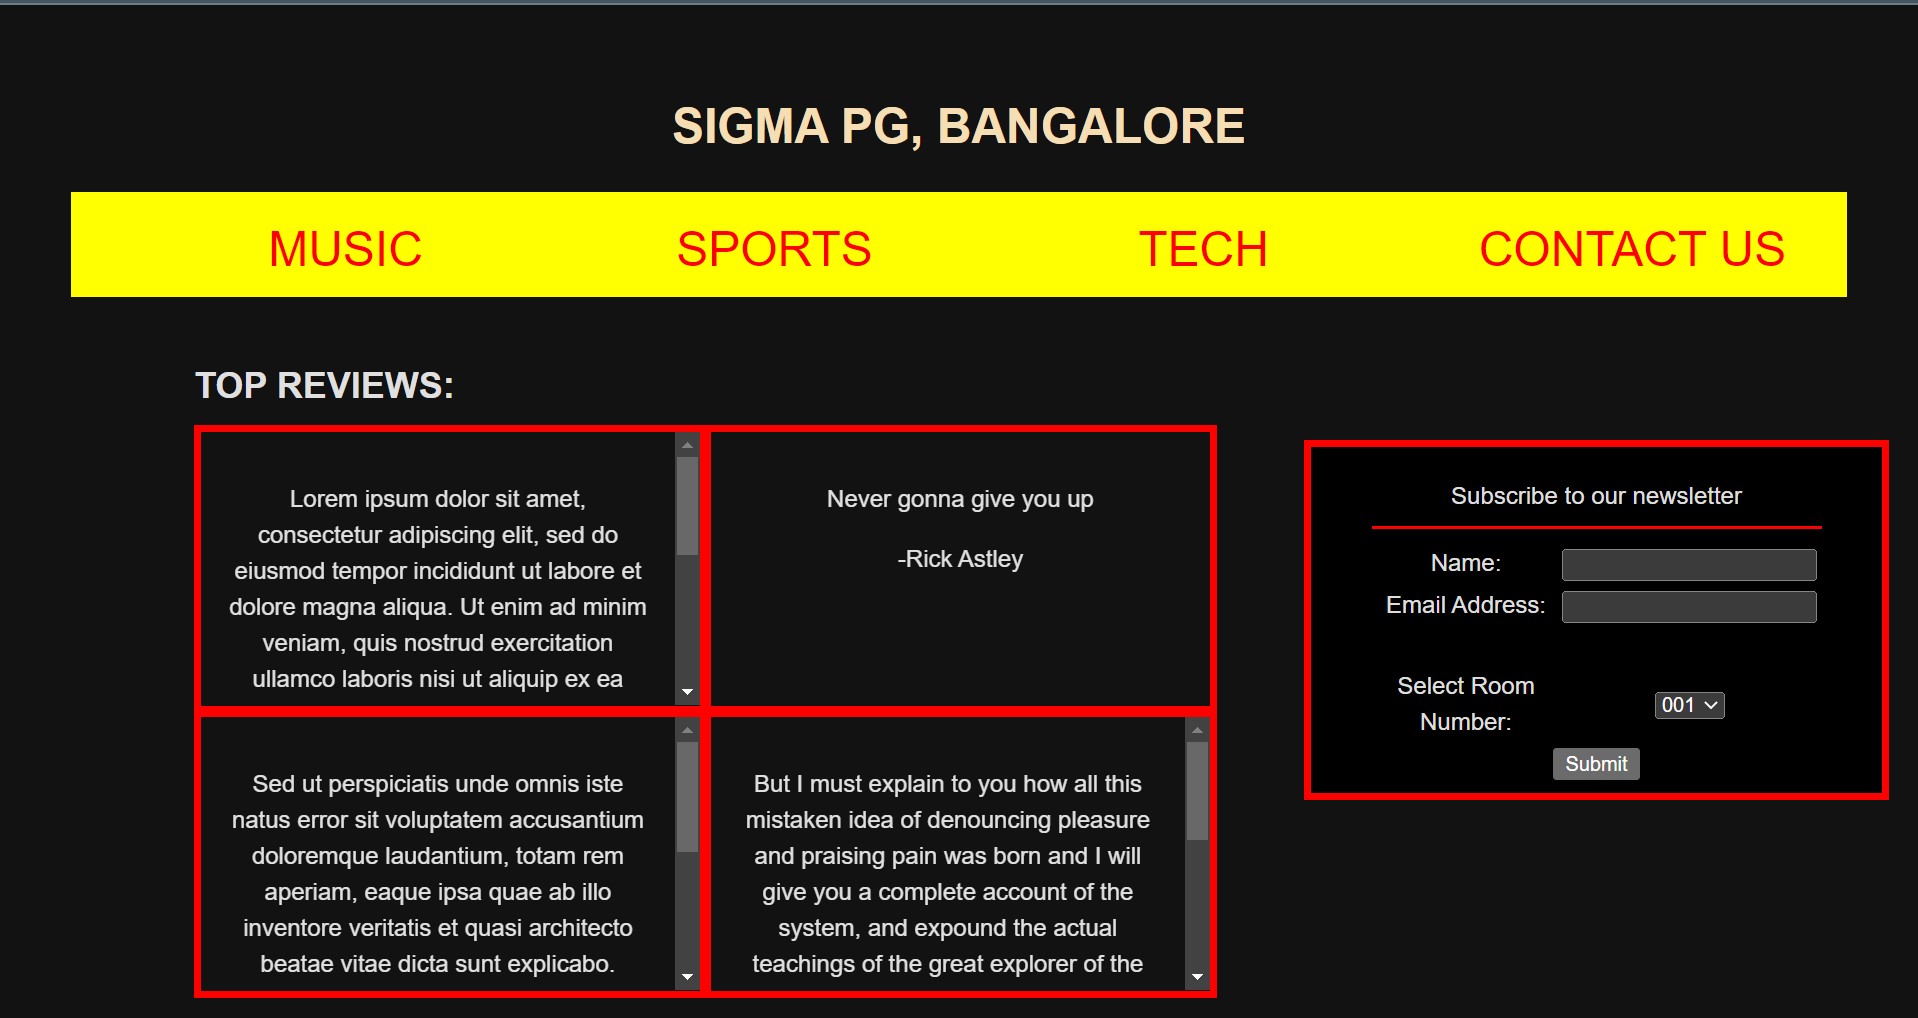 SIGMA PG, BANGALORE
MUSIC SPORTS TECH CONTACT US
TOP REVIEWS:
Lorem ipsum dolor sit amet,
consectetur adipiscing elit, sed do
eiusmod tempor incididunt ut labore et
dolore magna aliqua. Ut enim ad minim
veniam, quis nostrud exercitation
ullamco laboris nisi ut aliquip ex ea
Never gonna give you up
-Rick Astley
Sed ut perspiciatis unde omnis iste
natus error sit voluptatem accusantium
doloremque laudantium, totam rem
aperiam, eaque ipsa quae ab illo
inventore veritatis et quasi architecto
beatae vitae dicta sunt explicabo.
But I must explain to you how all this
mistaken idea of denouncing pleasure
and praising pain was born and I will
give you a complete account of the
system, and expound the actual
teachings of the great explorer of the
Subscribe to our newsletter
Name:
Email Address:
Select Room
Number:
001
Submit